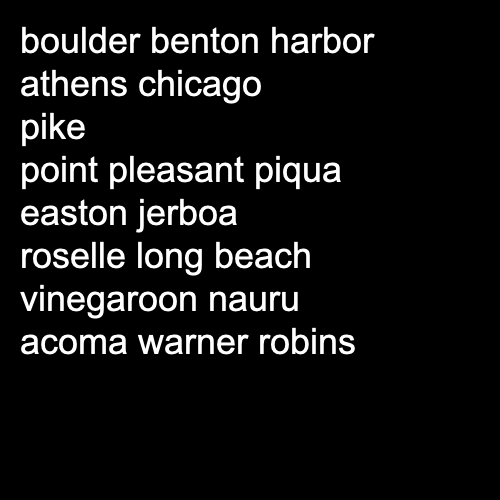 boulder benton harbor
athens chicago
pike
point pleasant piqua
easton jerboa
roselle long beach
vinegaroon nauru
acoma warner robins